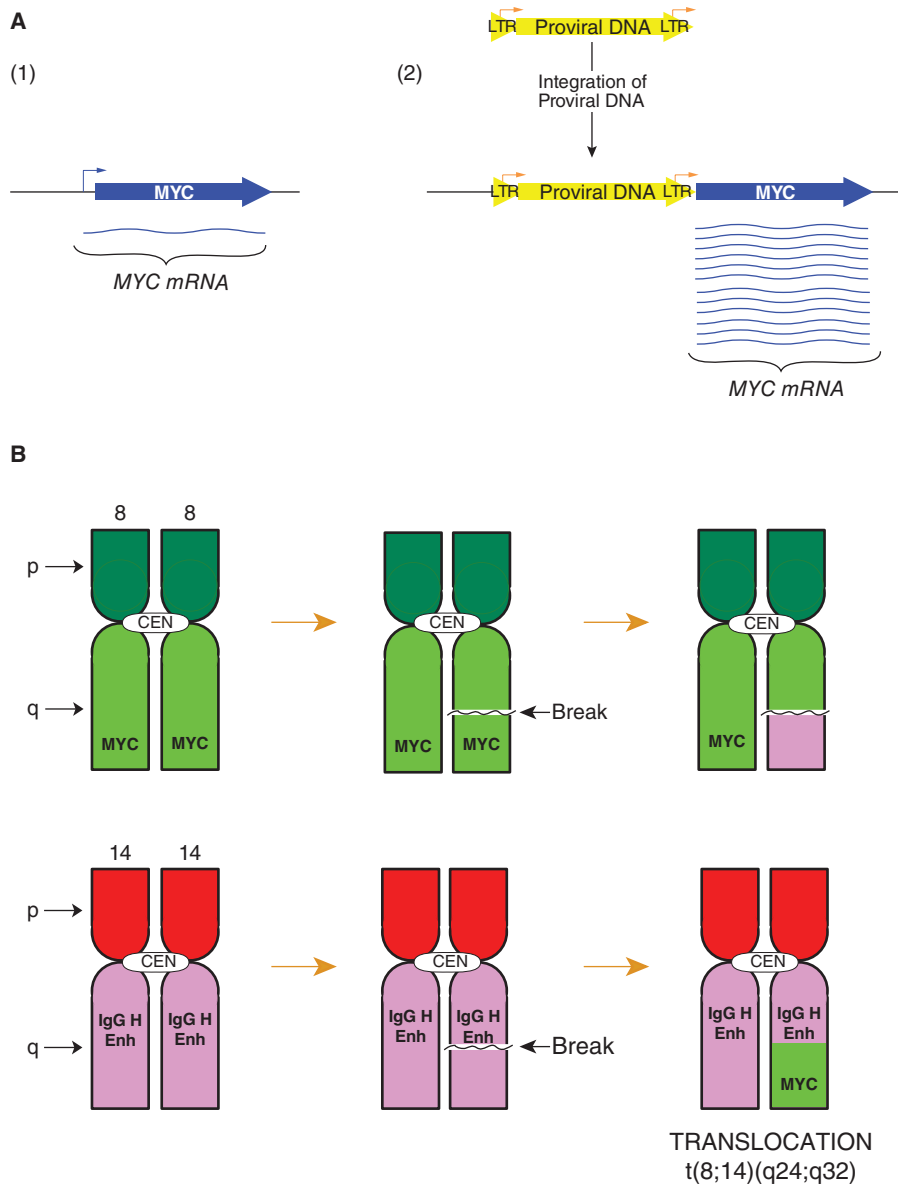 A
(1)
MYC
MYC mRNA
(2)
LTR Proviral DNA LTR
Integration of
Proviral DNA
LTR Proviral DNA LTR MYC
MYC mRNA
B
8 8
p
CEN CEN CEN
q
Break
MYC MYC MYC MYC MYC
14 14
p
CEN CEN CEN
IgG H IgG H IgG H IgG H IgG H IgG H
Enh Enh Enh Enh Enh Enh
q
Break
MYC
TRANSLOCATION
t(8;14)(q24;q32)